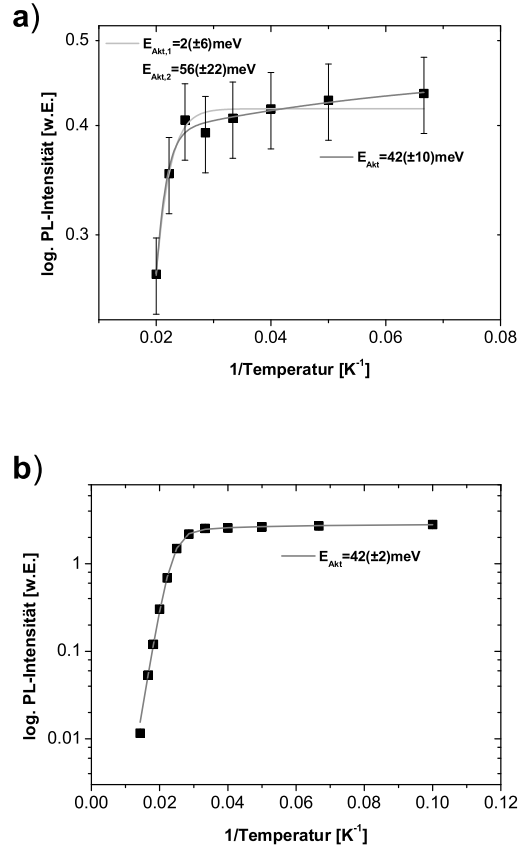 a)
0.5
E_Akt,1=2(±6)meV
E_Akt,2=56(±22)meV
0.4
E_Akt=42(±10)meV
0.3
log. PL-Intensität [w.E.]
0.02 0.04 0.06 0.08
1/Temperatur [K⁻¹]
b)
1
E_Akt=42(±2)meV
0.1
0.01
log. PL-Intensität [w.E.]
0.00 0.02 0.04 0.06 0.08 0.10 0.12
1/Temperatur [K⁻¹]